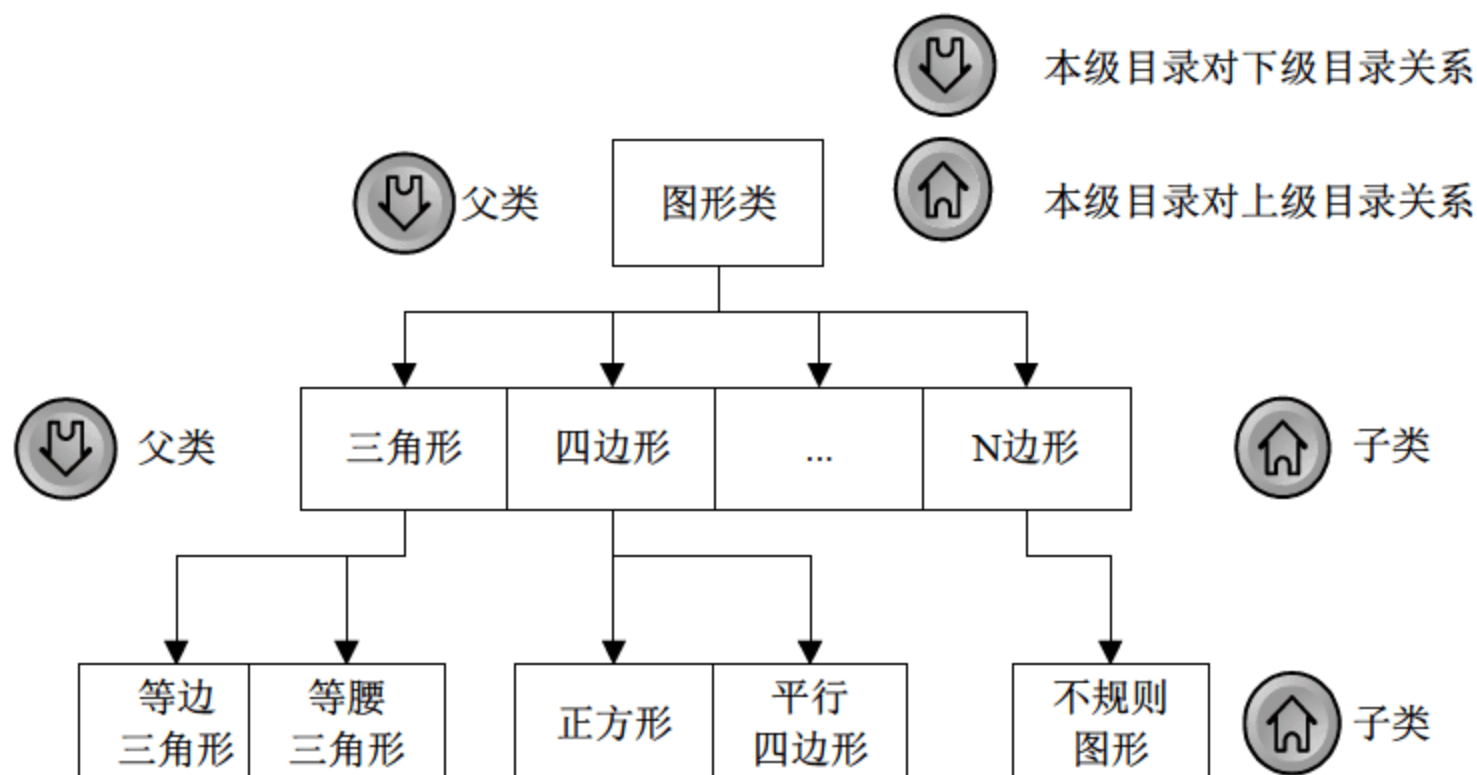 本级目录对下级目录关系
父类
图形类
本级目录对上级目录关系
父类
三角形
四边形
...
N边形
子类
等边
三角形
等腰
三角形
正方形
平行
四边形
不规则
图形
子类